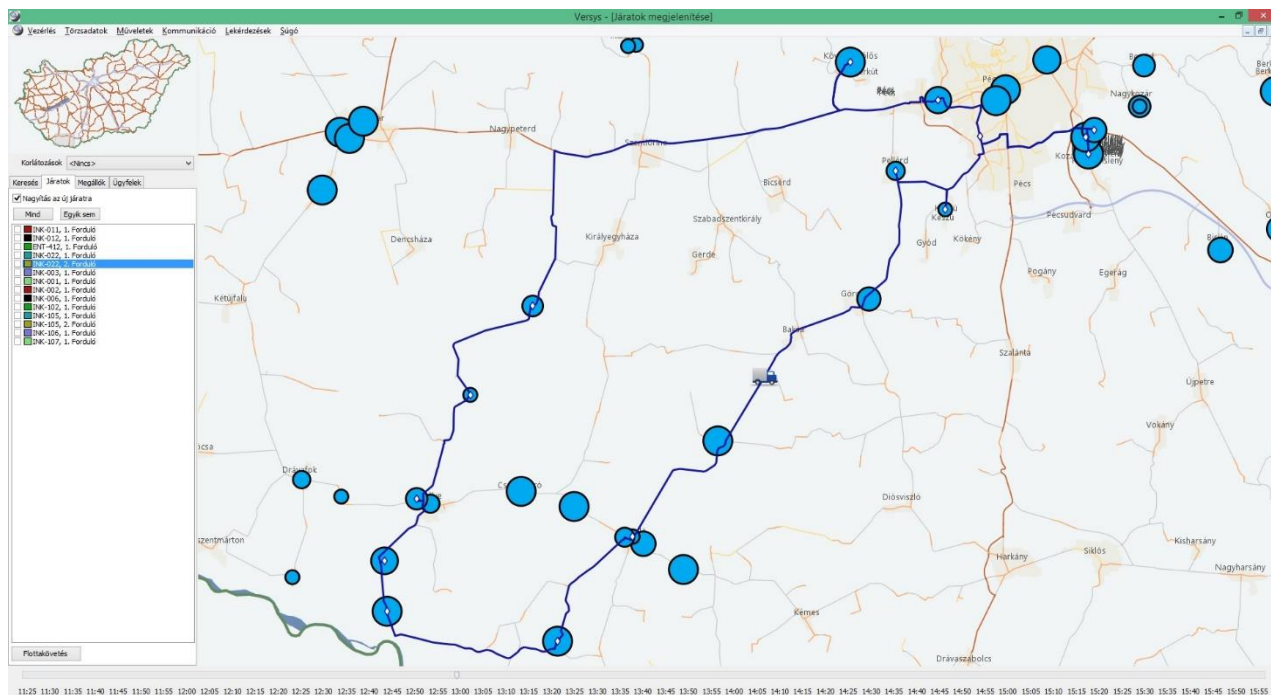 Versys - [Járatok megjelenítése]
Vezérlés Törzsadatok Műveletek Kommunikáció Lekérdezések Súgó
Korlátozások <Nincs>
Keresés Járatok Megállók Ügyfelek
Nagyítás az új járatra
Mind Egyik sem
INK-011, 1. Forduló
INK-012, 1. Forduló
ENT-412, 1. Forduló
INK-022, 1. Forduló
INK-022, 2. Forduló
INK-003, 1. Forduló
INK-001, 1. Forduló
INK-002, 1. Forduló
INK-006, 1. Forduló
INK-102, 1. Forduló
INK-105, 1. Forduló
INK-105, 2. Forduló
INK-106, 1. Forduló
INK-107, 1. Forduló
Flottakövetés
Nagykozár
Nagypeterd
Pellérd
Bicsérd
Pécs
Szabadszentkirály
Pécsudvard
Dencsháza
Királyegyháza
Gerde
Keszü
Gyód
Kökény
Pogány
Egerág
Kétújfalu
Szalánta
Újpetre
Vokány
Drávafok
Diósviszló
szentmárton
Harkány
Siklós
Kisharsány
Nagyharsány
Kémes
Drávaszabolcs
11:25 11:30 11:35 11:40 11:45 11:50 11:55 12:00 12:05 12:10 12:15 12:20 12:25 12:30 12:35 12:40 12:45 12:50 12:55 13:00 13:05 13:10 13:15 13:20 13:25 13:30 13:35 13:40 13:45 13:50 13:55 14:00 14:05 14:10 14:15 14:20 14:25 14:30 14:35 14:40 14:45 14:50 14:55 15:00 15:05 15:10 15:15 15:20 15:25 15:30 15:35 15:40 15:45 15:50 15:55